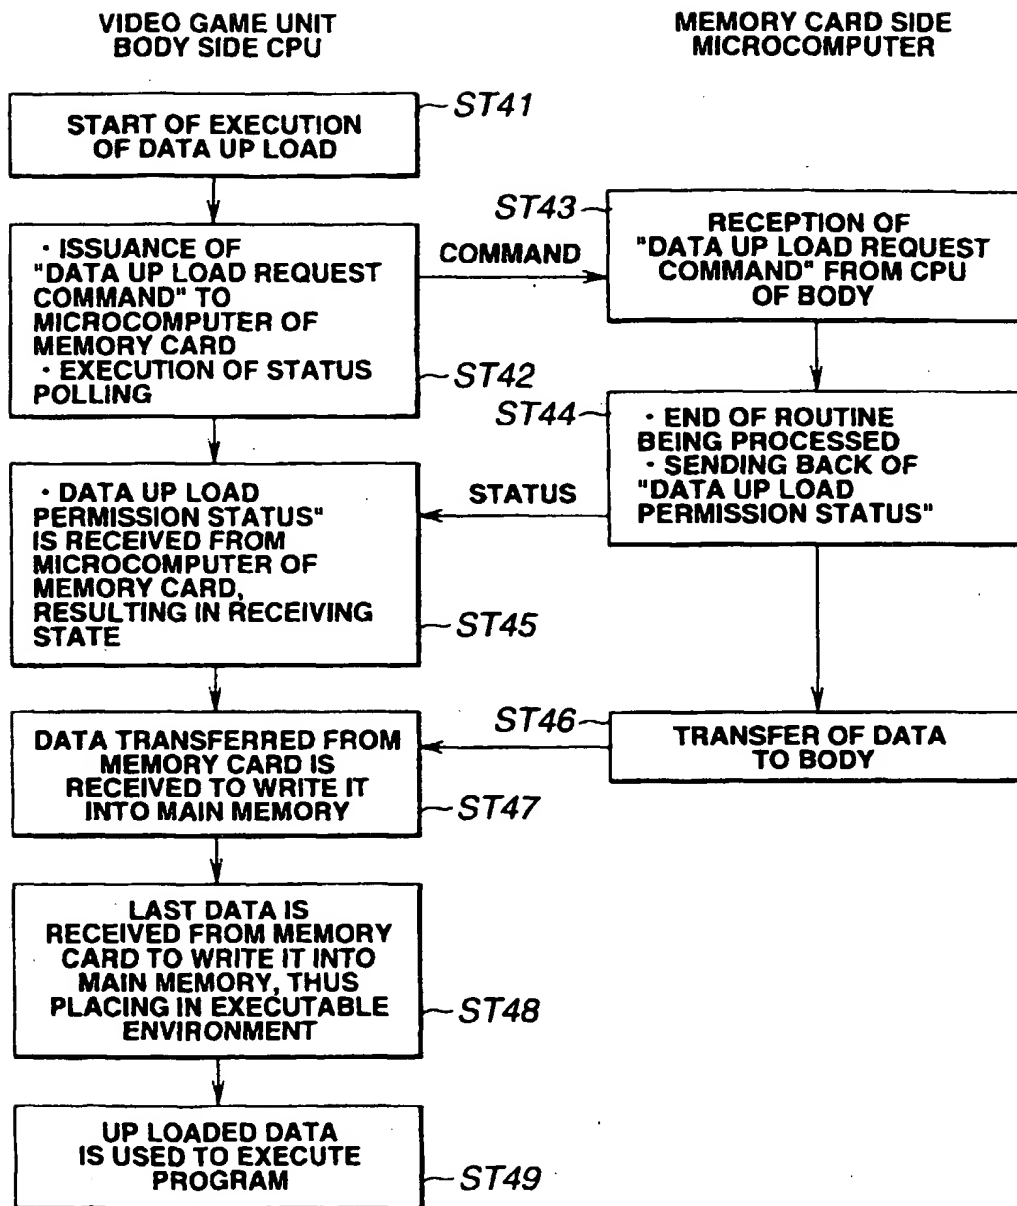 VIDEO GAME UNIT
BODY SIDE CPU
MEMORY CARD SIDE
MICROCOMPUTER
START OF EXECUTION
OF DATA UP LOAD
ST41
· ISSUANCE OF
"DATA UP LOAD REQUEST
COMMAND" TO
MICROCOMPUTER OF
MEMORY CARD
· EXECUTION OF STATUS
POLLING
ST42
COMMAND
ST43
RECEPTION OF
"DATA UP LOAD REQUEST
COMMAND" FROM CPU
OF BODY
ST44
· END OF ROUTINE
BEING PROCESSED
· SENDING BACK OF
"DATA UP LOAD
PERMISSION STATUS"
STATUS
· DATA UP LOAD
PERMISSION STATUS"
IS RECEIVED FROM
MICROCOMPUTER OF
MEMORY CARD,
RESULTING IN RECEIVING
STATE
ST45
ST46
TRANSFER OF DATA
TO BODY
DATA TRANSFERRED FROM
MEMORY CARD IS
RECEIVED TO WRITE IT
INTO MAIN MEMORY
ST47
LAST DATA IS
RECEIVED FROM MEMORY
CARD TO WRITE IT INTO
MAIN MEMORY, THUS
PLACING IN EXECUTABLE
ENVIRONMENT
ST48
UP LOADED DATA
IS USED TO EXECUTE
PROGRAM
ST49